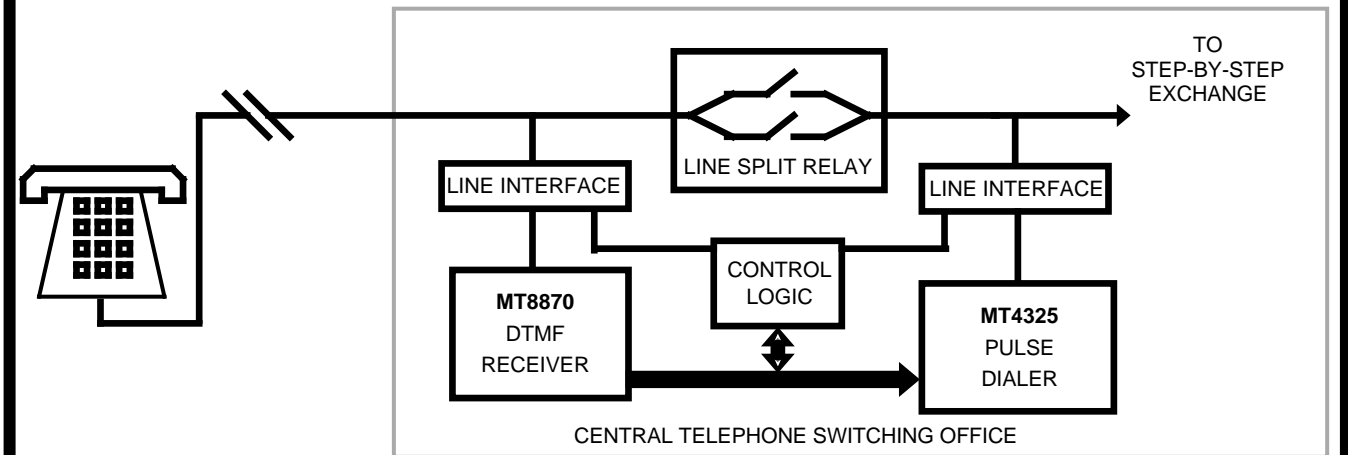 TO
STEP-BY-STEP
EXCHANGE
LINE SPLIT RELAY
LINE INTERFACE
LINE INTERFACE
CONTROL
LOGIC
MT8870
DTMF
RECEIVER
MT4325
PULSE
DIALER
CENTRAL TELEPHONE SWITCHING OFFICE